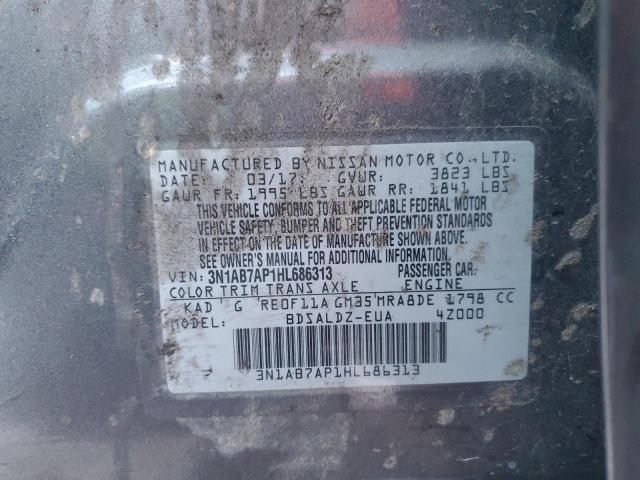 MANUFACTURED BY NISSAN MOTOR CO., LTD.
DATE: 03/17 GVWR: 3823 LBS
GAWR FR: 1995 LBS GAWR RR: 1841 LBS
THIS VEHICLE CONFORMS TO ALL APPLICABLE FEDERAL MOTOR
VEHICLE SAFETY, BUMPER AND THEFT PREVENTION STANDARDS
IN EFFECT ON THE DATE OF MANUFACTURE SHOWN ABOVE.
SEE OWNER'S MANUAL FOR ADDITIONAL INFORMATION.
VIN: 3N1AB7AP1HL686313 PASSENGER CAR
COLOR TRIM TRANS AXLE ENGINE
KAD G RE0F11A GM35 MRA8DE 1798 CC
MODEL: BDSALDZ-EUA 4Z000
3N1AB7AP1HL686313